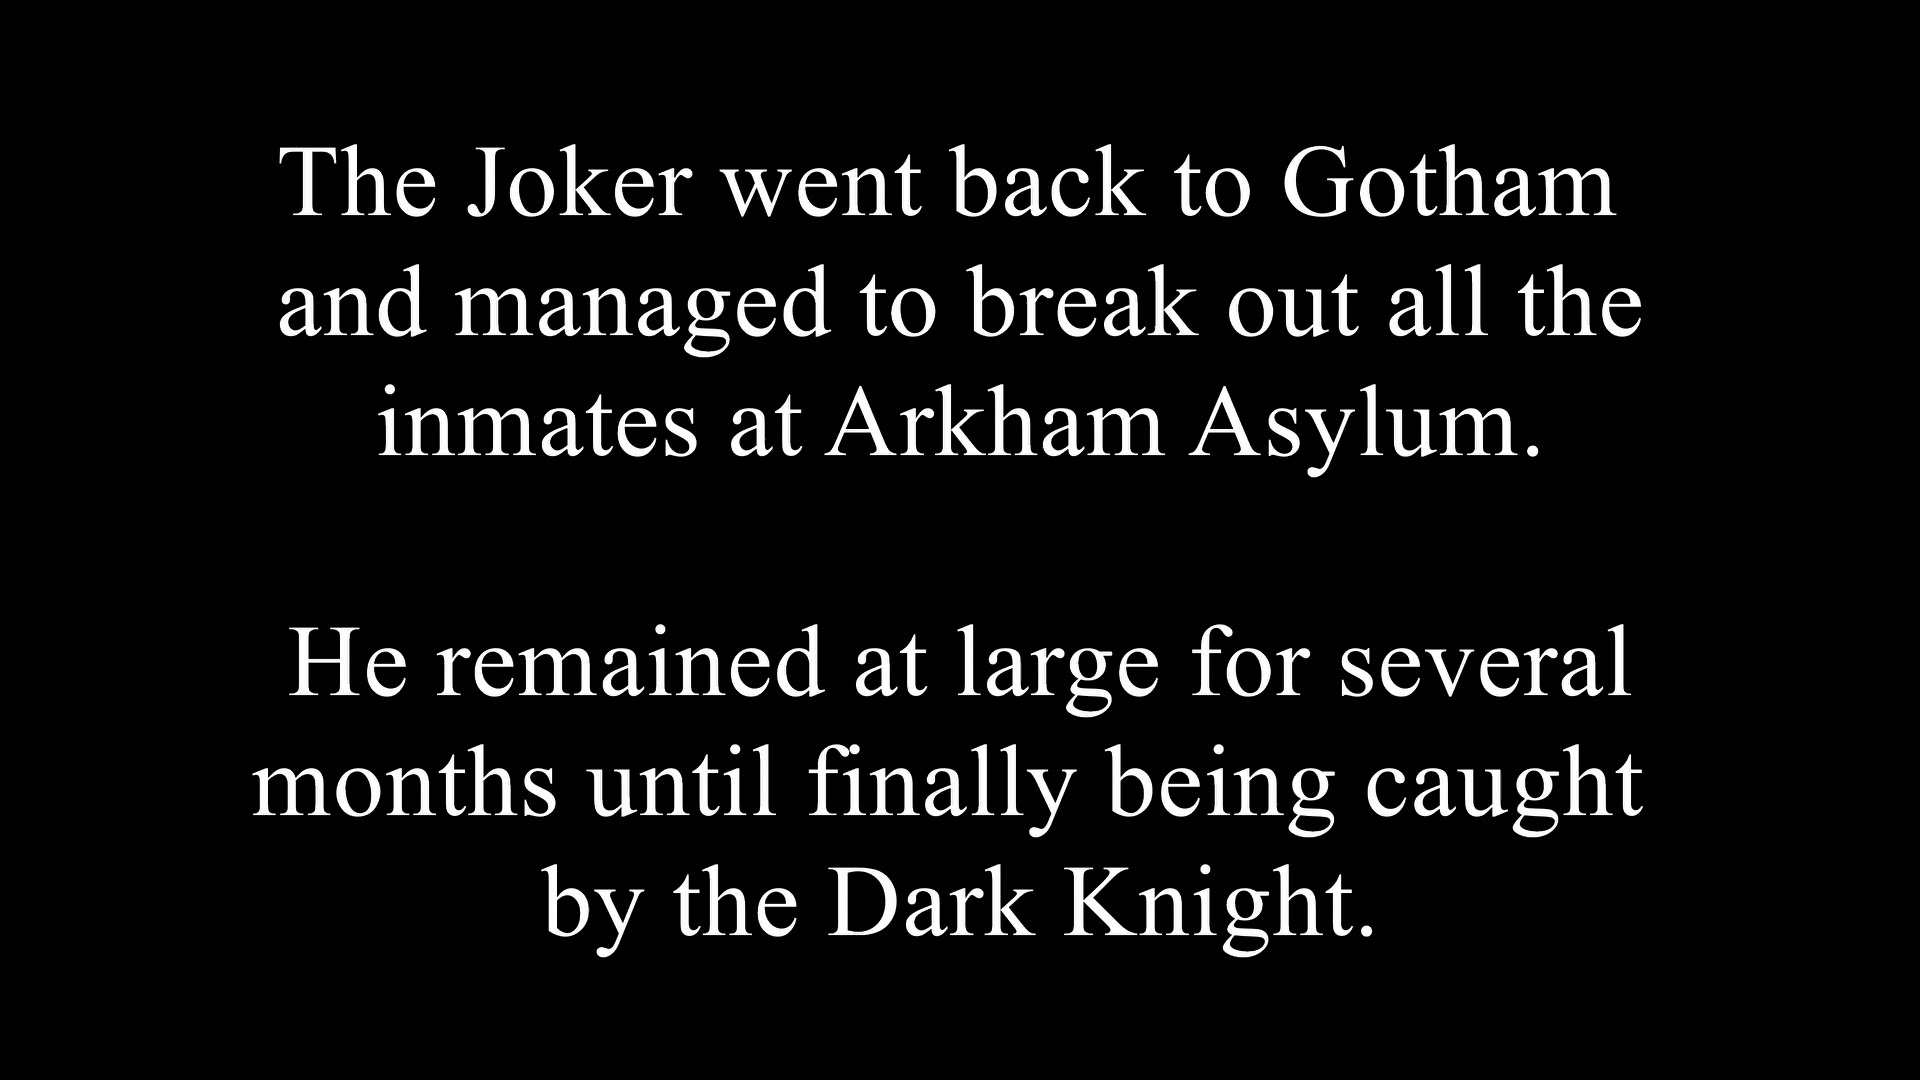 The Joker went back to Gotham
and managed to break out all the
inmates at Arkham Asylum.
He remained at large for several
months until finally being caught
by the Dark Knight.